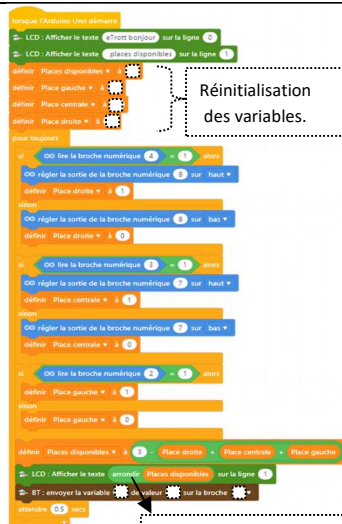 lorsque l'Arduino Uno démarre
LCD : Afficher le texte eTrott bonjour sur la ligne 0
LCD : Afficher le texte places disponibles sur la ligne 1
définir Places disponibles à
définir Place gauche à
définir Place centrale à
définir Place droite à
Réinitialisation
des variables.
pour toujours
si lire la broche numérique 4 = 1 alors
régler la sortie de la broche numérique 8 sur haut
définir Place droite à 1
sinon
régler la sortie de la broche numérique 8 sur bas
définir Place droite à 0
si lire la broche numérique 3 = 1 alors
régler la sortie de la broche numérique 7 sur haut
définir Place centrale à 1
sinon
régler la sortie de la broche numérique 7 sur bas
définir Place centrale à 0
si lire la broche numérique 2 = 1 alors
définir Place gauche à 1
sinon
définir Place gauche à 0
définir Places disponibles à 3 - Place droite + Place centrale + Place gauche
LCD : Afficher le texte arrondir Places disponibles sur la ligne 1
BT : envoyer la variable de valeur sur la broche
attendre 0.5 secs